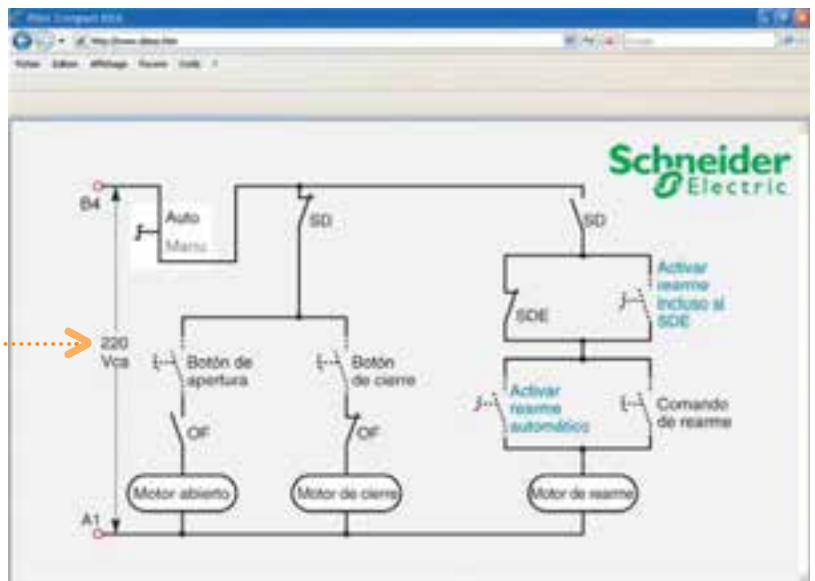 Schneider
Electric
B4
Auto
Manu
SD
SD
Activar
rearme
incluso si
SDE
SDE
220
Vca
Botón de
apertura
Botón
de cierre
Activar
rearme
automático
Comando
de rearme
OF
OF
Motor abierto
Motor de cierre
Motor de rearme
A1